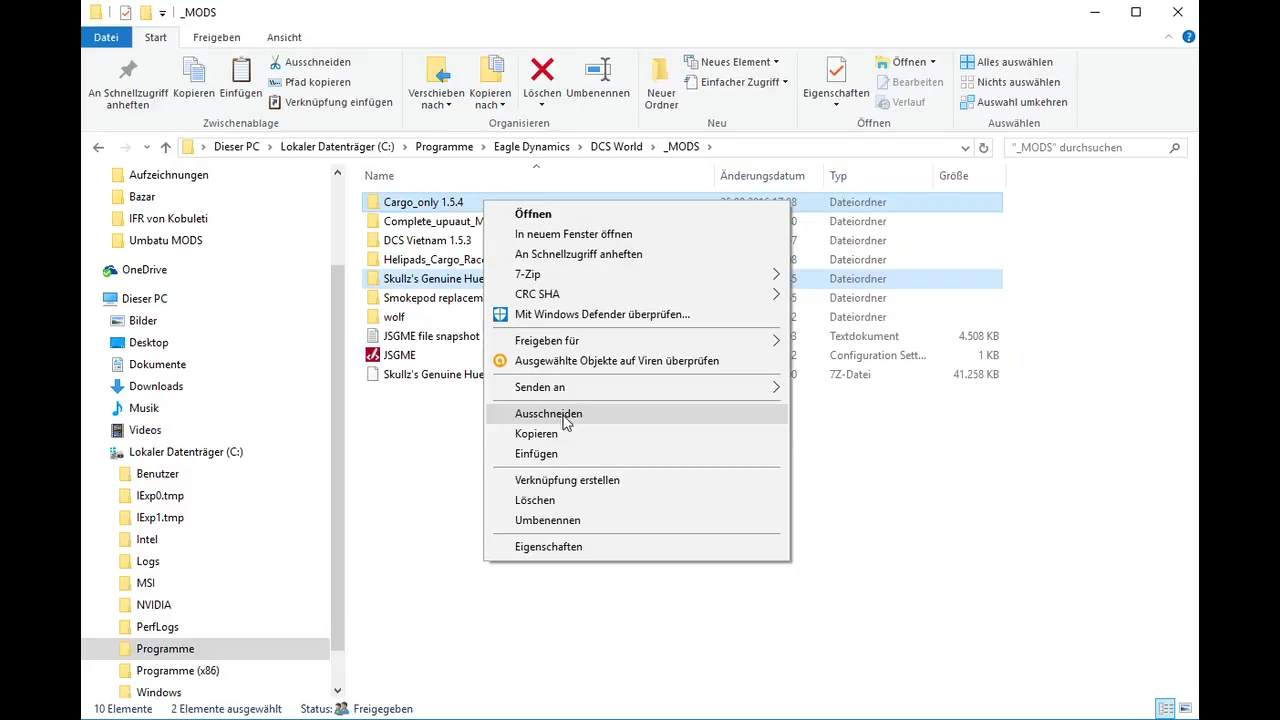 _MODS
Datei Start Freigeben Ansicht
An Schnellzugriff anheften
Kopieren
Einfügen
Ausschneiden
Pfad kopieren
Verknüpfung einfügen
Zwischenablage
Verschieben nach
Kopieren nach
Löschen
Umbenennen
Organisieren
Neuer Ordner
Neues Element
Einfacher Zugriff
Neu
Eigenschaften
Öffnen
Bearbeiten
Verlauf
Öffnen
Alles auswählen
Nichts auswählen
Auswahl umkehren
Auswählen
Dieser PC > Lokaler Datenträger (C:) > Programme > Eagle Dynamics > DCS World > _MODS >
"_MODS" durchsuchen
Aufzeichnungen
Bazar
IFR von Kobuleti
Umbatu MODS
OneDrive
Dieser PC
Bilder
Desktop
Dokumente
Downloads
Musik
Videos
Lokaler Datenträger (C:)
Benutzer
IExp0.tmp
IExp1.tmp
Intel
Logs
MSI
NVIDIA
PerfLogs
Programme
Programme (x86)
Windows
Name Änderungsdatum Typ Größe
Cargo_only 1.5.4 Dateiordner
Complete_upuaut_M Dateiordner
DCS Vietnam 1.5.3 Dateiordner
Helipads_Cargo_Rac Dateiordner
Skullz's Genuine Hue Dateiordner
Smokepod replacem Dateiordner
wolf Dateiordner
JSGME file snapshot Textdokument 4.508 KB
JSGME Configuration Sett... 1 KB
Skullz's Genuine Hue 7Z-Datei 41.258 KB
Öffnen
In neuem Fenster öffnen
An Schnellzugriff anheften
7-Zip
CRC SHA
Mit Windows Defender überprüfen...
Freigeben für
Ausgewählte Objekte auf Viren überprüfen
Senden an
Ausschneiden
Kopieren
Einfügen
Verknüpfung erstellen
Löschen
Umbenennen
Eigenschaften
10 Elemente 2 Elemente ausgewählt Status: Freigegeben